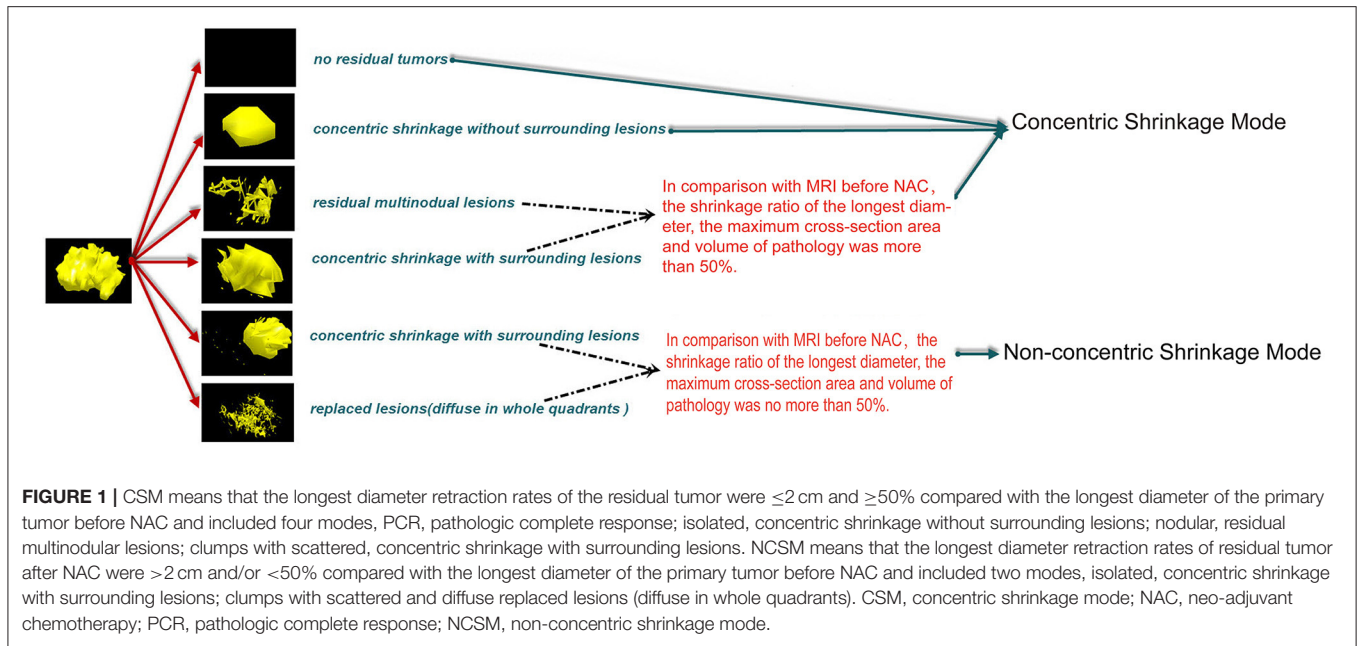 no residual tumors
concentric shrinkage without surrounding lesions
Concentric Shrinkage Mode
residual multinodual lesions
concentric shrinkage with surrounding lesions
In comparison with MRI before NAC,
the shrinkage ratio of the longest diam-
eter, the maximum cross-section area
and volume of pathology was more
than 50%.
concentric shrinkage with surrounding lesions
replaced lesions(diffuse in whole quadrants )
In comparison with MRI before NAC, the
shrinkage ratio of the longest diameter, the
maximum cross-section area and volume of
pathology was no more than 50%.
Non-concentric Shrinkage Mode
FIGURE 1 | CSM means that the longest diameter retraction rates of the residual tumor were ≤2 cm and ≥50% compared with the longest diameter of the primary
tumor before NAC and included four modes, PCR, pathologic complete response; isolated, concentric shrinkage without surrounding lesions; nodular, residual
multinodular lesions; clumps with scattered, concentric shrinkage with surrounding lesions. NCSM means that the longest diameter retraction rates of residual tumor
after NAC were >2 cm and/or <50% compared with the longest diameter of the primary tumor before NAC and included two modes, isolated, concentric shrinkage
with surrounding lesions; clumps with scattered and diffuse replaced lesions (diffuse in whole quadrants). CSM, concentric shrinkage mode; NAC, neo-adjuvant
chemotherapy; PCR, pathologic complete response; NCSM, non-concentric shrinkage mode.